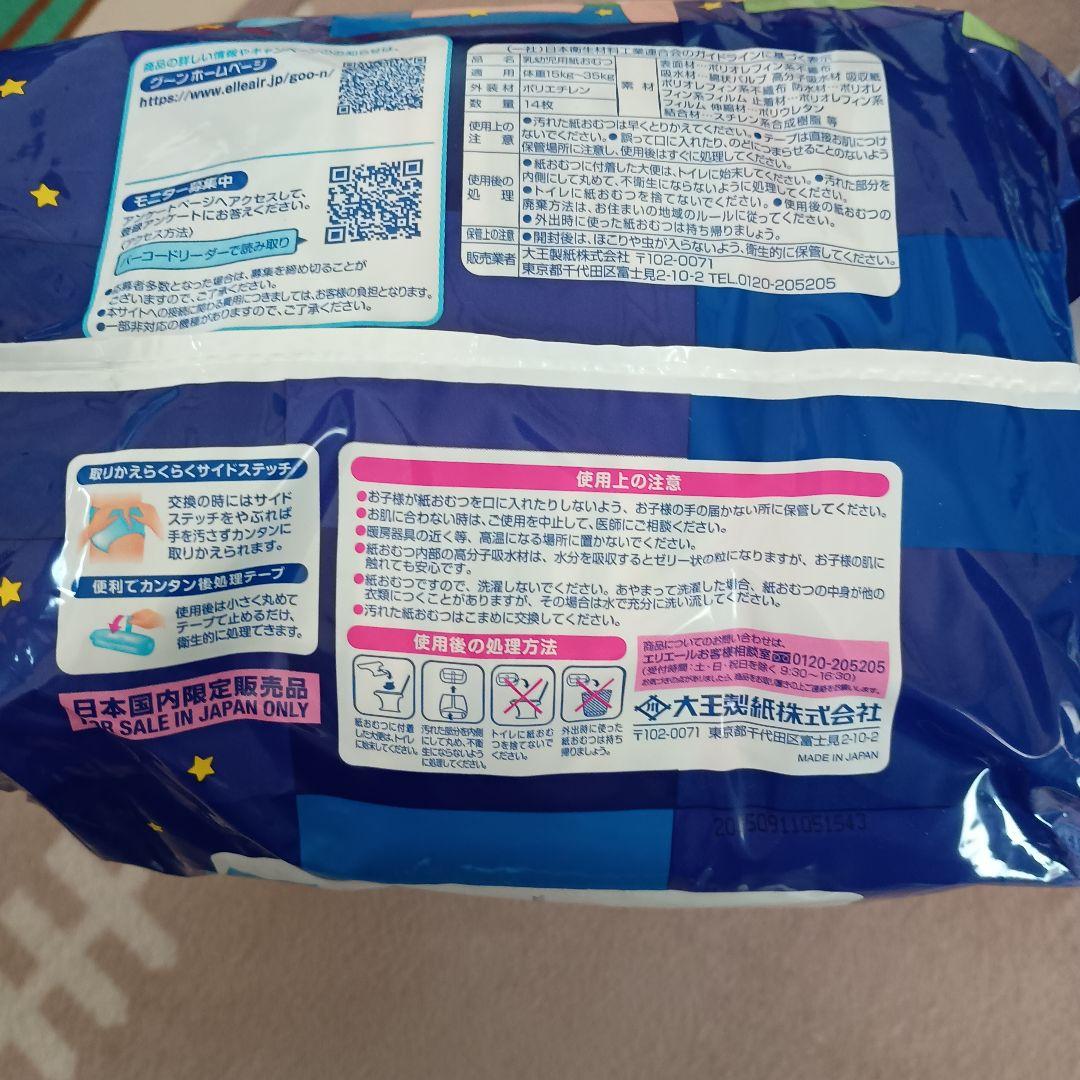 商品の詳しい情報やキャンペーンのお知らせは、
グーンホームページ
https://www.elleair.jp/goo-n/
モニター募集中
アンケートページへアクセスして、
登録アンケートにお答えください。
〈アクセス方法〉
バーコードリーダーで読み取り
●応募者多数となった場合は、募集を締め切ることが
ございますので、ご了承ください。
●本サイトへの接続に関わる費用につきましては、お客様の負担となります。
●一部非対応の機種がありますので、ご了承ください。
(一社)日本衛生材料工業連合会のガイドラインに基づく表示
品 名 乳幼児用紙おむつ
適 用 体重15kg～35kg
外装材 ポリエチレン
数 量 14枚
素材
表面材…ポリオレフィン系不織布
吸水材…綿状パルプ 高分子吸水材 吸収紙
ポリオレフィン系不織布 防水材…ポリオレ
フィン系フィルム 止着材…ポリオレフィン系
フィルム 伸縮材…ポリウレタン
結合材…スチレン系合成樹脂 等
使用上の注意
●汚れた紙おむつは早くとりかえてください。●テープは直接お肌につけ
ないでください。●誤って口に入れたり、のどにつまらせることのないよう
保管場所に注意し、使用後はすぐに処理してください。
使用後の処理
●紙おむつに付着した大便は、トイレに始末してください。●汚れた部分を
内側にして丸めて、不衛生にならないように処理してください。
●トイレに紙おむつを捨てないでください。●使用後の紙おむつの
廃棄方法は、お住まいの地域のルールに従ってください。
●外出時に使った紙おむつは持ち帰りましょう。
保管上の注意 ●開封後は、ほこりや虫が入らないよう、衛生的に保管してください。
販売業者 大王製紙株式会社 〒102-0071
東京都千代田区富士見2-10-2 TEL.0120-205205
取りかえらくらくサイドステッチ
交換の時にはサイド
ステッチをやぶれば
手を汚さずカンタンに
取りかえられます。
便利でカンタン後処理テープ
使用後は小さく丸めて
テープで止めるだけ、
衛生的に処理できます。
日本国内限定販売品
FOR SALE IN JAPAN ONLY
使用上の注意
●お子様が紙おむつを口に入れたりしないよう、お子様の手の届かない所に保管してください。
●お肌に合わない時は、ご使用を中止して、医師にご相談ください。
●暖房器具の近く等、高温になる場所に置かないでください。
●紙おむつ内部の高分子吸水材は、水分を吸収するとゼリー状の粒になりますが、お子様の肌に
触れても安心です。
●紙おむつですので、洗濯しないでください。あやまって洗濯した場合、紙おむつの中身が他の
衣類につくことがありますが、その場合は水で充分に洗い流してください。
●汚れた紙おむつはこまめに交換してください。
使用後の処理方法
紙おむつに付着
した大便は、トイレ
に始末してください。
汚れた部分を内側
にして丸め、不衛
生にならないように
に処理してください。
トイレに紙おむ
つを捨てないで
ください。
外出時に使った
紙おむつは持ち
帰りましょう。
商品についてのお問い合わせは、
エリエールお客様相談室 0120-205205
(受付時間:土・日・祝日を除く 9:30～16:30)
お気づきの点がありましたら、商品をお取り置きの上ご連絡をお願いします。
大王製紙株式会社
〒102-0071 東京都千代田区富士見2-10-2
MADE IN JAPAN